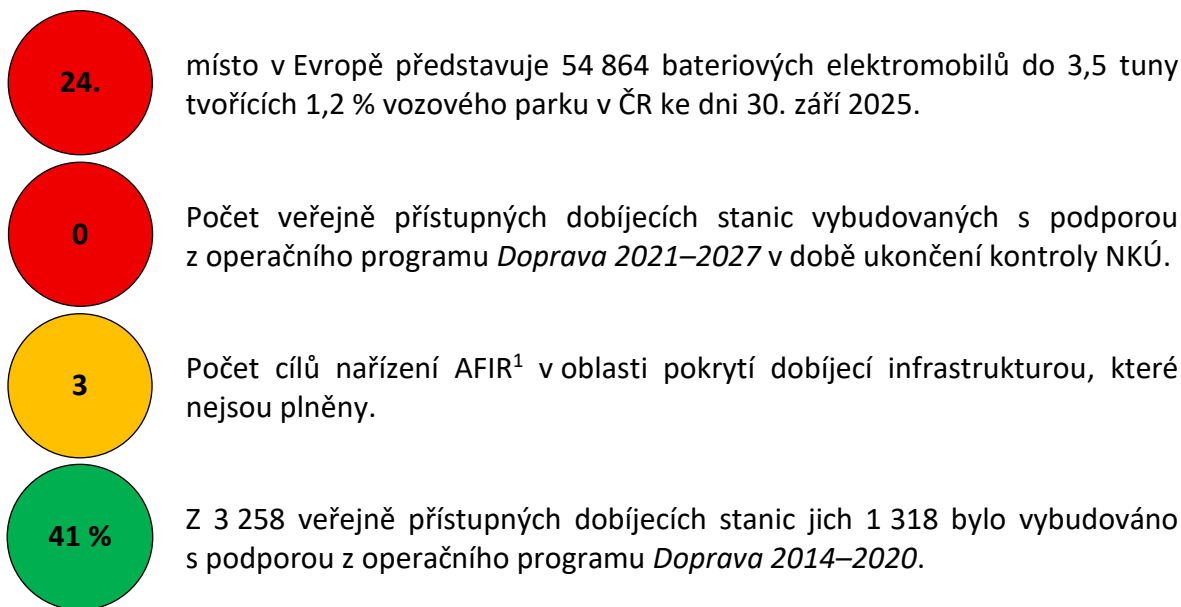 24.
místo v Evropě představuje 54 864 bateriových elektromobilů do 3,5 tuny
tvořících 1,2 % vozového parku v ČR ke dni 30. září 2025.
0
Počet veřejně přístupných dobíjecích stanic vybudovaných s podporou
z operačního programu Doprava 2021–2027 v době ukončení kontroly NKÚ.
3
Počet cílů nařízení AFIR¹ v oblasti pokrytí dobíjecí infrastrukturou, které
nejsou plněny.
41 %
Z 3 258 veřejně přístupných dobíjecích stanic jich 1 318 bylo vybudováno
s podporou z operačního programu Doprava 2014–2020.